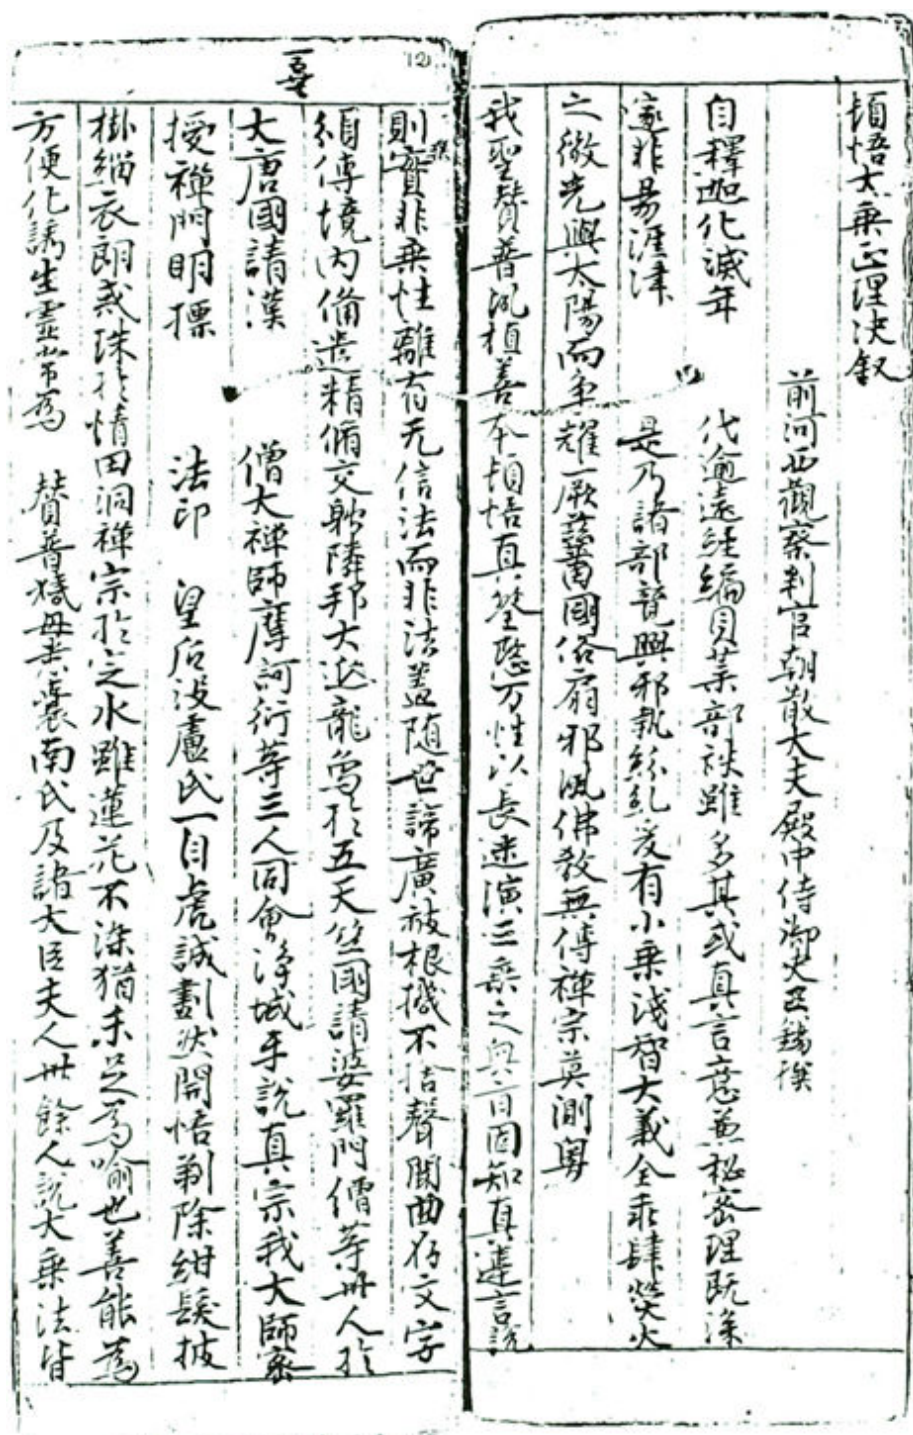 頓悟大乘正理決敘
前河西觀察判官朝散大夫殿中侍御史王錫撰
自釋迦化滅年代逾遠經編貝葉部袟雖多其或真言意兼秘密理既深
邃非易涯津是乃諸部競興邪執紛亂爰有小乘淺智大義全乖肆熒火
之微光與太陽而爭耀厥茲蕃國俗扇邪風佛教無傳禪宗莫測粵
我聖贊普夙植善本頓悟真筌愍万性以長迷演三乘之奧旨固知真違言說
則乘實非乘性離有无信法而非法蓋隨世諦廣被根機不捨聲聞曲存文字
頒傳境內備遣精脩交聘隣邦大延龍象於五天竺國請婆羅門僧等卅人於
大唐國請漢僧大禪師摩訶衍等三人同會淨城手說真宗我大師密
授禪門明標法印皇后沒盧氏一自虔誠劃然開悟剃除紺髮披
掛緇衣朗戒珠於情田洞禪宗於定水雖蓮花不深猶未足為喻也善能為
方便化誘生靈常為贊普姨母悉囊南氏及諸大臣夫人卅餘人說大乘法皆